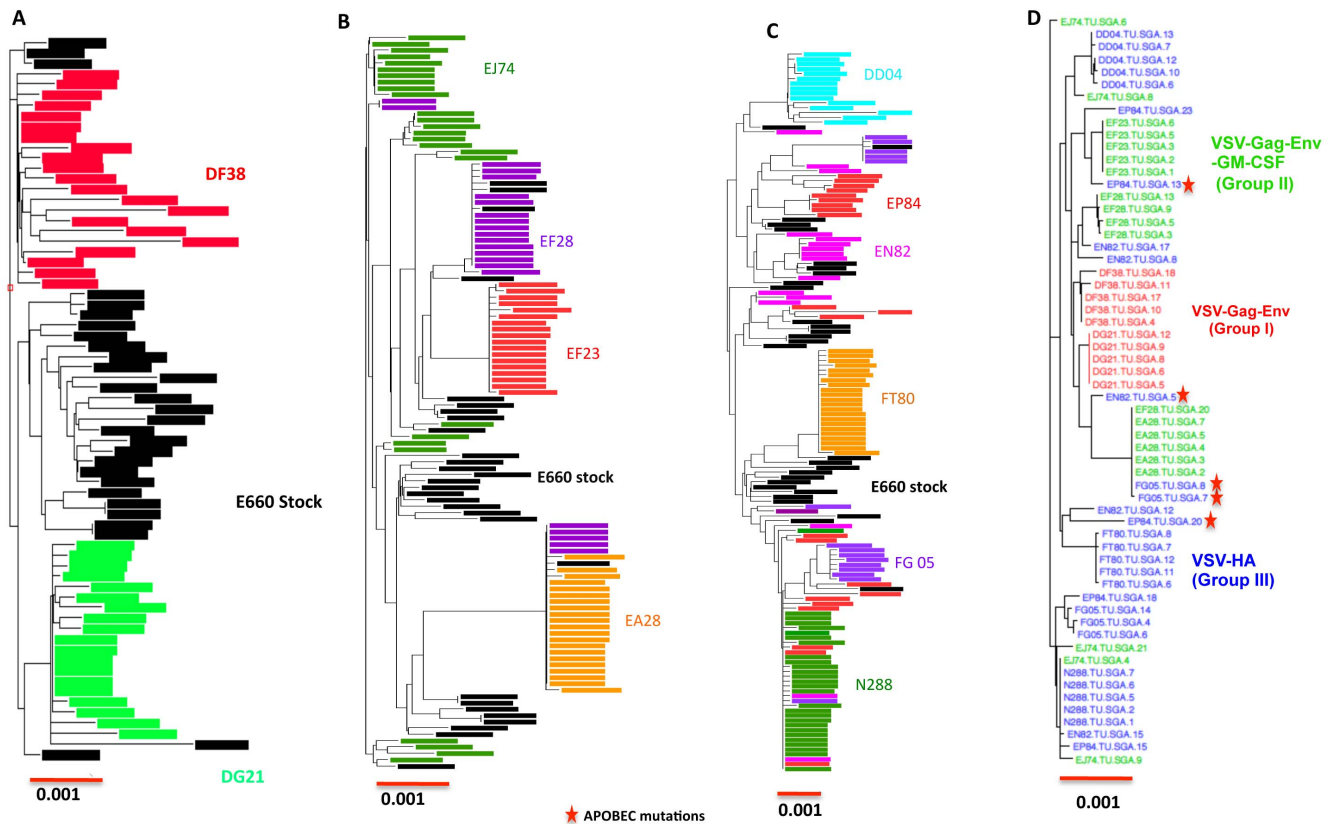 A
DF38
E660 Stock
DG21
0.001
B
EJ74
EF28
EF23
E660 stock
EA28
0.001
APOBEC mutations
C
DD04
EP84
EN82
FT80
E660 stock
FG 05
N288
0.001
D
EJ74.TU.SGA.6
DD04.TU.SGA.13
DD04.TU.SGA.7
DD04.TU.SGA.12
DD04.TU.SGA.10
DD04.TU.SGA.6
EJ74.TU.SGA.8
EP84.TU.SGA.23
EF23.TU.SGA.6
EF23.TU.SGA.5
EF23.TU.SGA.3
EF23.TU.SGA.2
EF23.TU.SGA.1
EP84.TU.SGA.13
EF28.TU.SGA.13
EF28.TU.SGA.9
EF28.TU.SGA.5
EF28.TU.SGA.3
EN82.TU.SGA.17
EN82.TU.SGA.8
DF38.TU.SGA.18
DF38.TU.SGA.11
DF38.TU.SGA.17
DF38.TU.SGA.10
DF38.TU.SGA.4
DG21.TU.SGA.12
DG21.TU.SGA.9
DG21.TU.SGA.8
DG21.TU.SGA.6
DG21.TU.SGA.5
EN82.TU.SGA.5
EF28.TU.SGA.20
EA28.TU.SGA.7
EA28.TU.SGA.5
EA28.TU.SGA.4
EA28.TU.SGA.3
EA28.TU.SGA.2
FG05.TU.SGA.8
FG05.TU.SGA.7
EN82.TU.SGA.12
EP84.TU.SGA.20
FT80.TU.SGA.8
FT80.TU.SGA.7
FT80.TU.SGA.12
FT80.TU.SGA.11
FT80.TU.SGA.6
EP84.TU.SGA.18
FG05.TU.SGA.14
FG05.TU.SGA.4
FG05.TU.SGA.6
EJ74.TU.SGA.21
EJ74.TU.SGA.4
N288.TU.SGA.7
N288.TU.SGA.6
N288.TU.SGA.5
N288.TU.SGA.2
N288.TU.SGA.1
EN82.TU.SGA.15
EP84.TU.SGA.15
EJ74.TU.SGA.9
VSV-Gag-Env
-GM-CSF
(Group II)
VSV-Gag-Env
(Group I)
VSV-HA
(Group III)
0.001